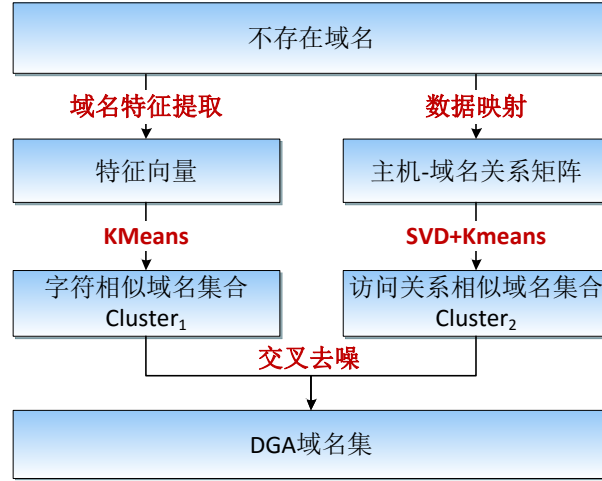 不存在域名
域名特征提取
数据映射
特征向量
主机-域名关系矩阵
KMeans
SVD+Kmeans
字符相似域名集合
Cluster₁
访问关系相似域名集合
Cluster₂
交叉去噪
DGA域名集